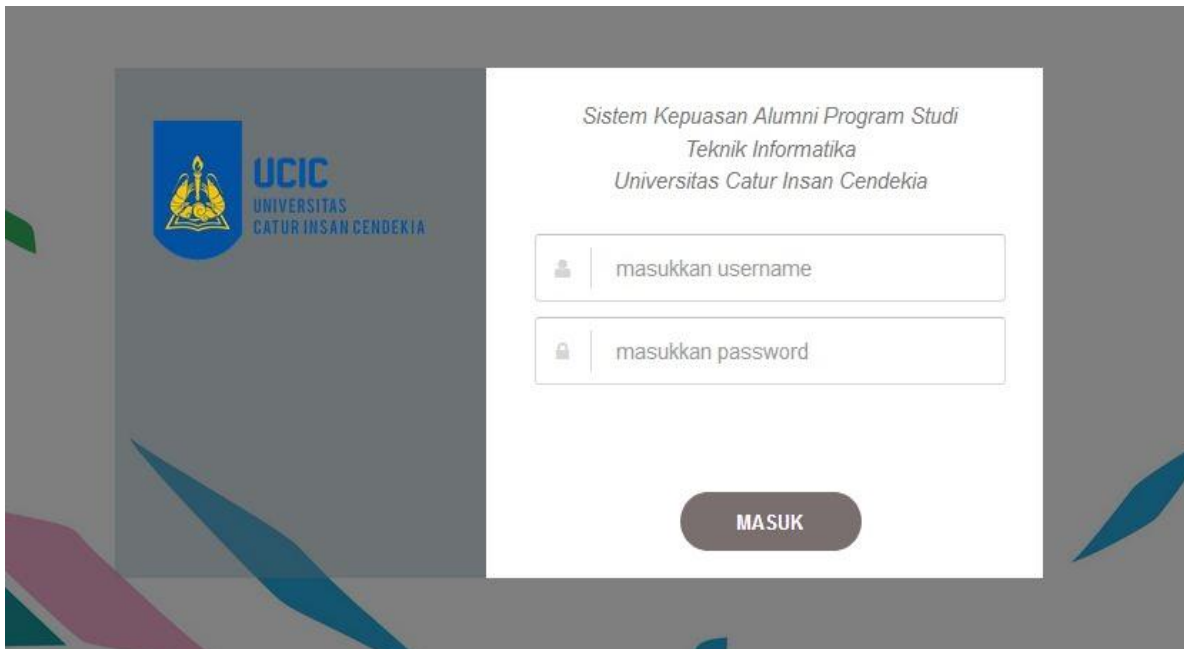 UCIC
UNIVERSITAS
CATUR INSAN CENDEKIA
Sistem Kepuasan Alumni Program Studi
Teknik Informatika
Universitas Catur Insan Cendekia
masukkan username
masukkan password
MASUK